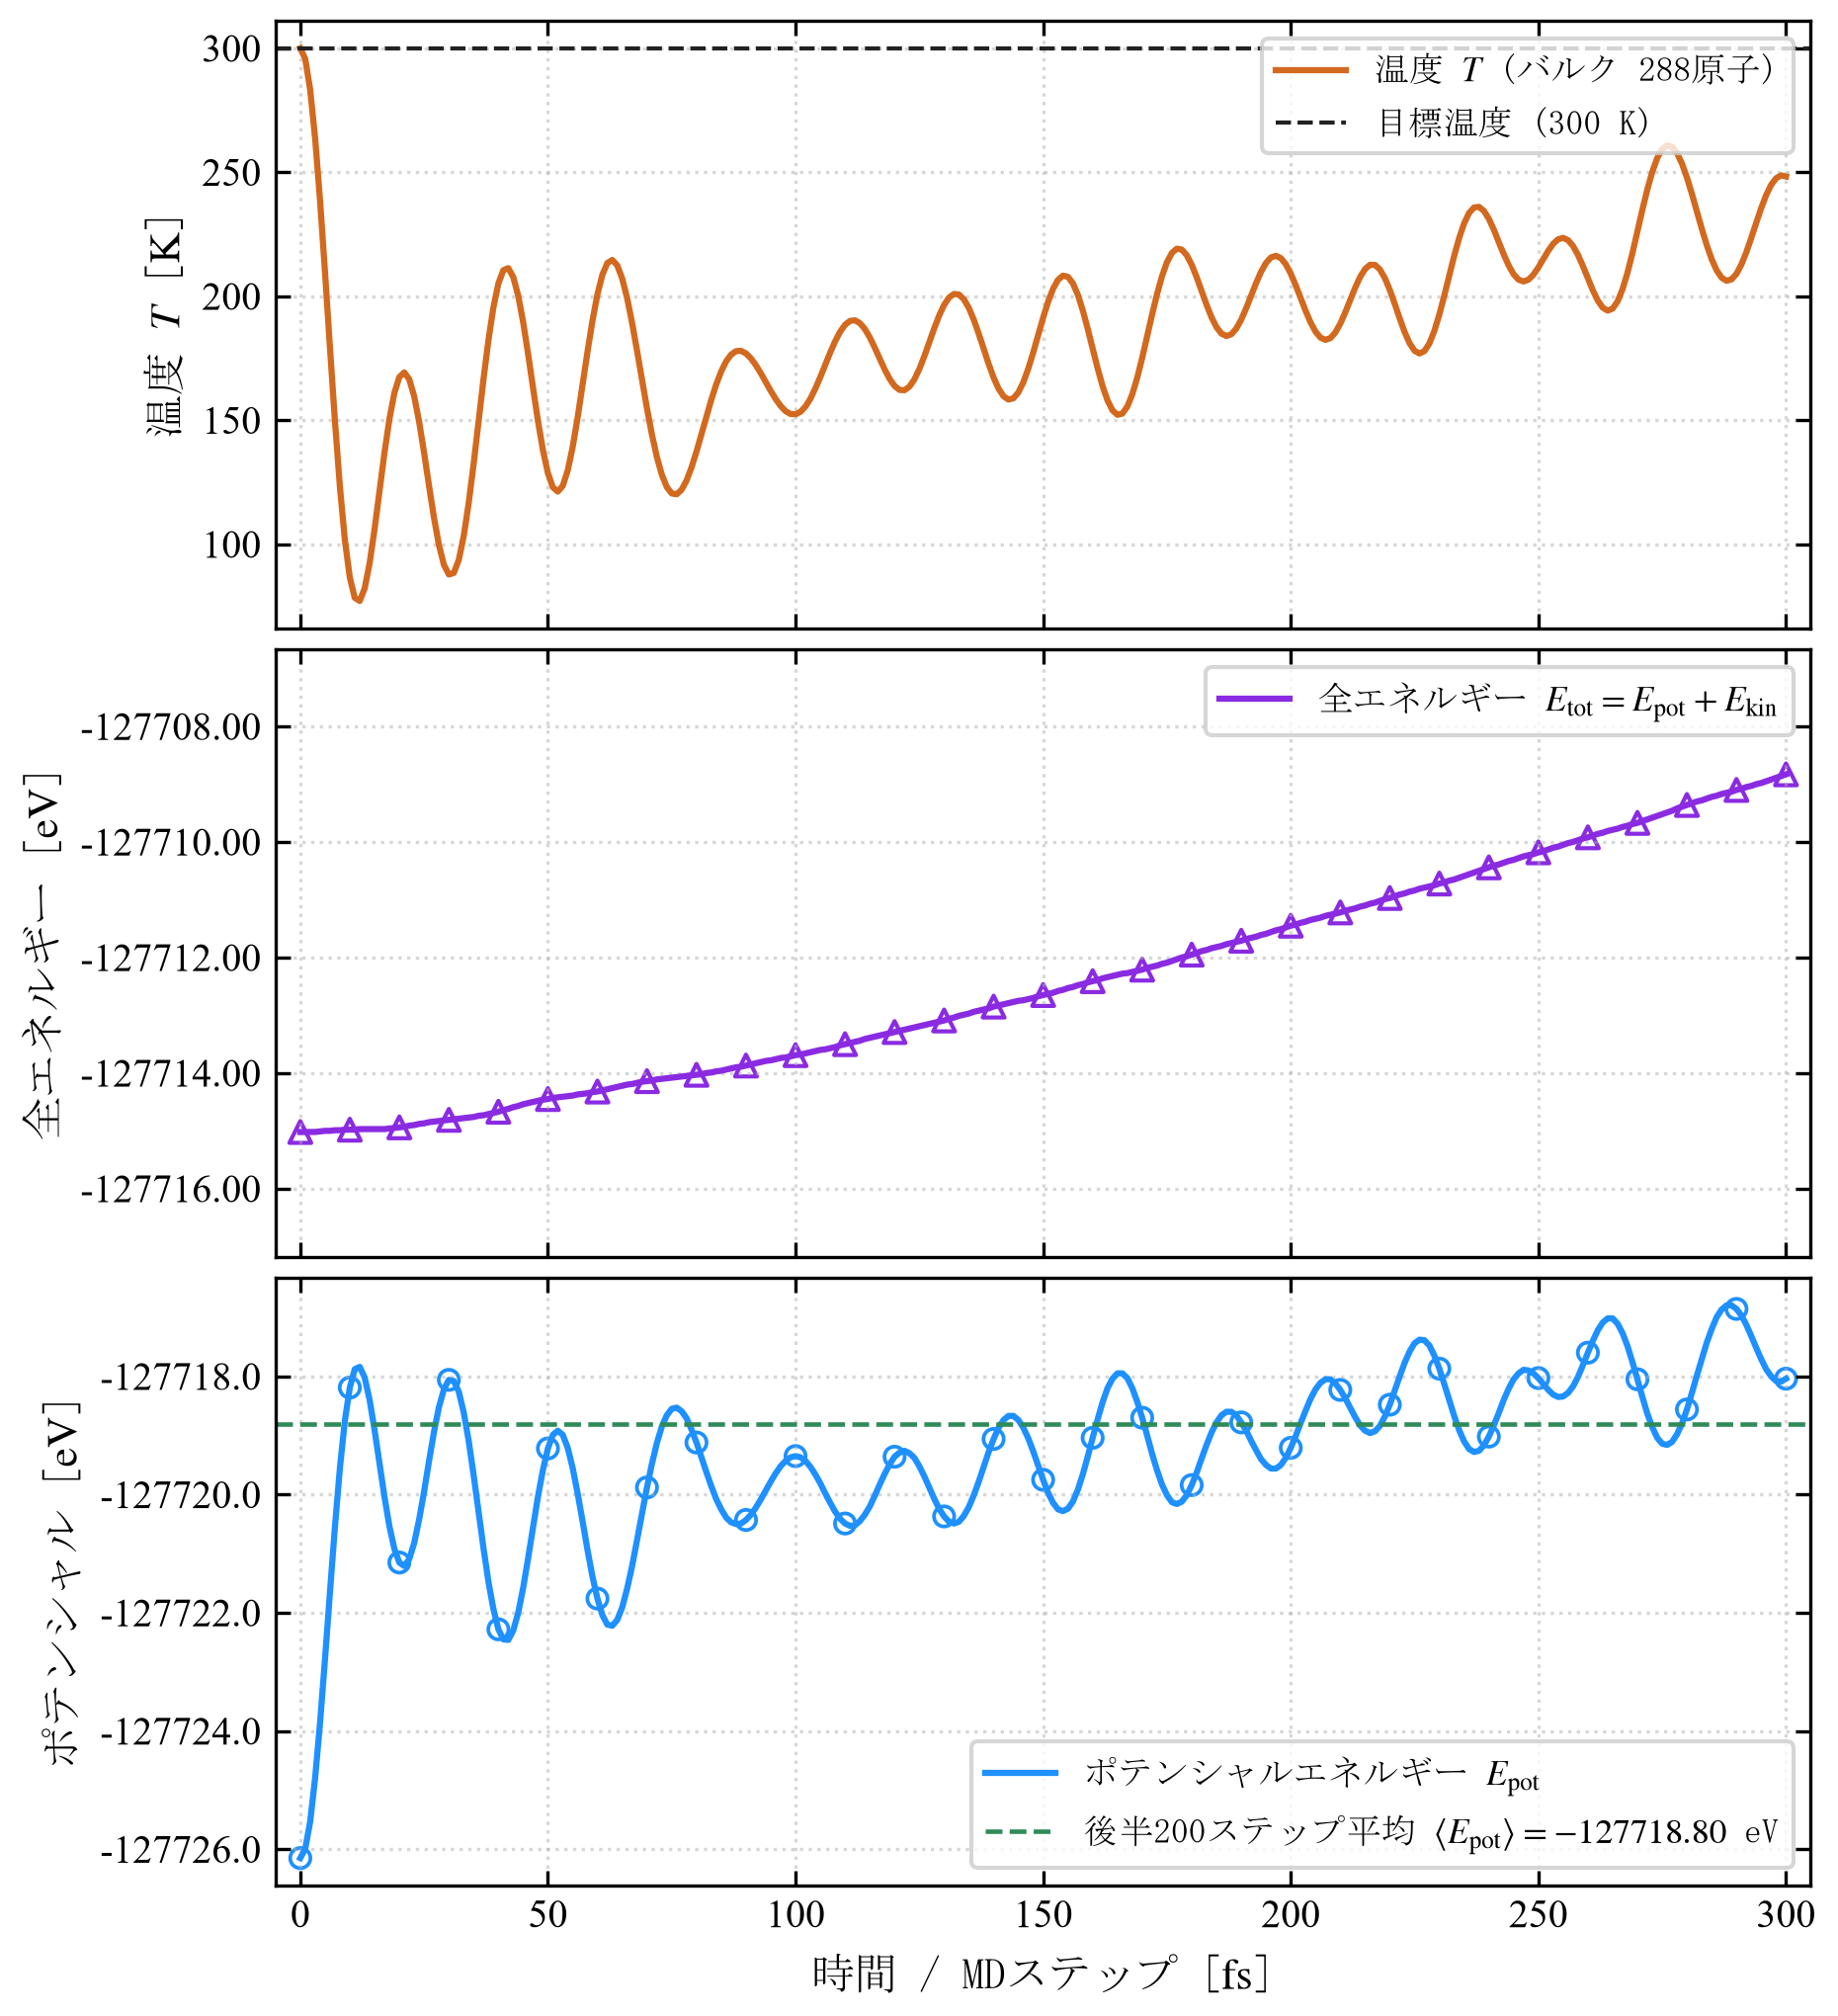 300
250
200
150
100
温度 T [K]
温度 T (バルク 288原子)
目標温度 (300 K)
-127708.00
-127710.00
-127712.00
-127714.00
-127716.00
全エネルギー [eV]
全エネルギー E_tot = E_pot + E_kin
-127718.0
-127720.0
-127722.0
-127724.0
-127726.0
ポテンシャル [eV]
ポテンシャルエネルギー E_pot
後半200ステップ平均 ⟨E_pot⟩ = −127718.80 eV
0 50 100 150 200 250 300
時間 / MDステップ [fs]